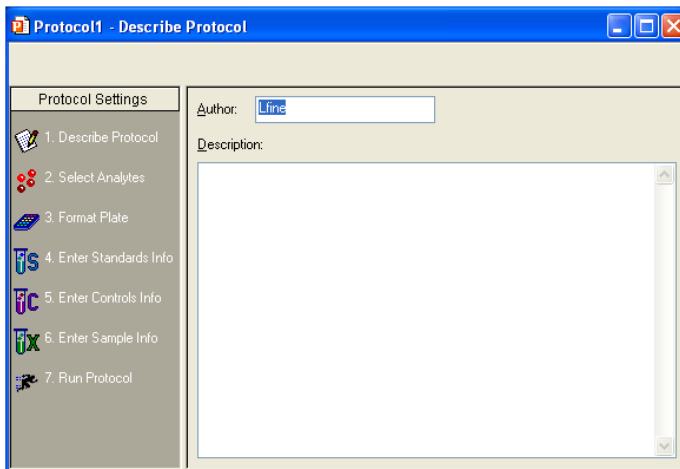 Protocol1 - Describe Protocol
Protocol Settings
1. Describe Protocol
2. Select Analytes
3. Format Plate
4. Enter Standards Info
5. Enter Controls Info
6. Enter Sample Info
7. Run Protocol
Author: Lfine
Description: